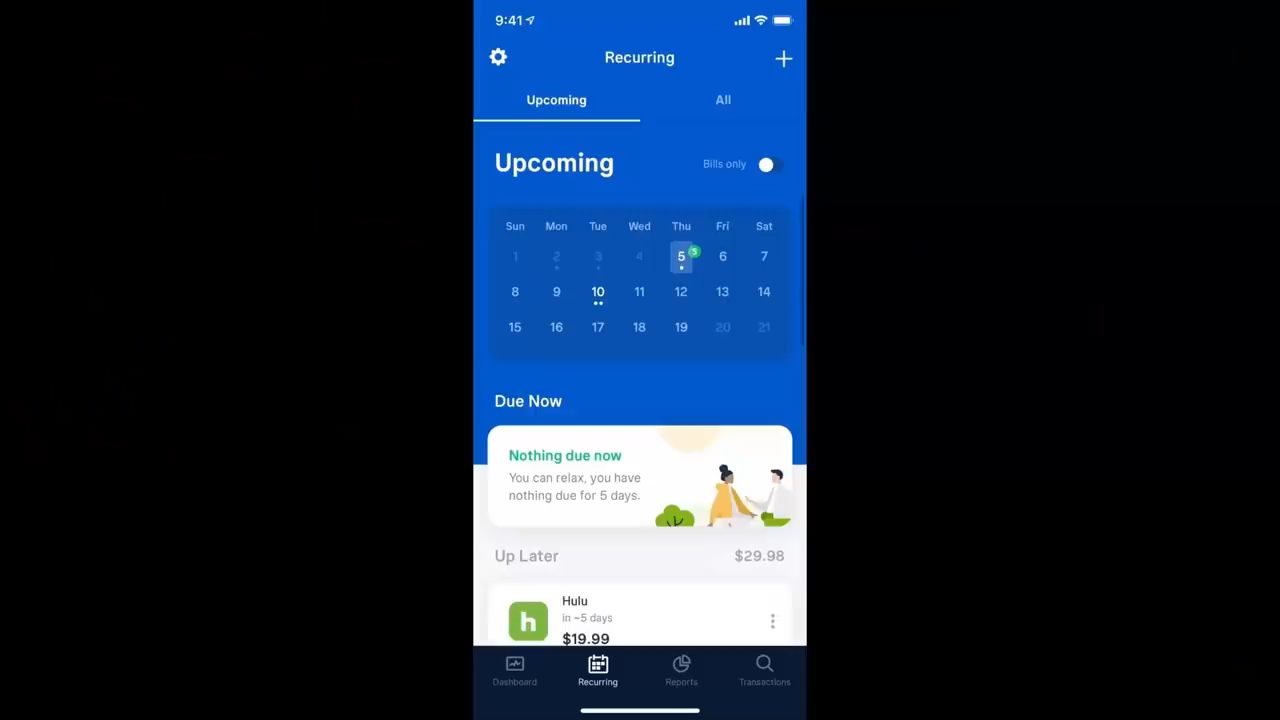 9:41
Recurring
Upcoming All
Upcoming Bills only
Sun Mon Tue Wed Thu Fri Sat
1 2 3 4 5 5 6 7
8 9 10 11 12 13 14
15 16 17 18 19 20 21
Due Now
Nothing due now
You can relax, you have
nothing due for 5 days.
Up Later $29.98
h
Hulu
in ~5 days
$19.99
Dashboard Recurring Reports Transactions